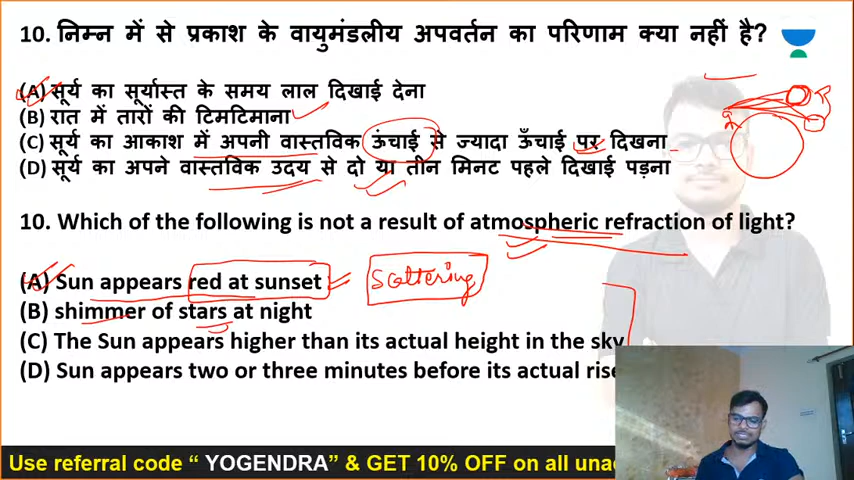 10. निम्न में से प्रकाश के वायुमंडलीय अपवर्तन का परिणाम क्या नहीं है?
(A) सूर्य का सूर्यास्त के समय लाल दिखाई देना
(B) रात में तारों की टिमटिमाना
(C) सूर्य का आकाश में अपनी वास्तविक ऊंचाई से ज्यादा ऊँचाई पर दिखना
(D) सूर्य का अपने वास्तविक उदय से दो या तीन मिनट पहले दिखाई पड़ना
10. Which of the following is not a result of atmospheric refraction of light?
(A) Sun appears red at sunset
Scattering
(B) shimmer of stars at night
(C) The Sun appears higher than its actual height in the sky
(D) Sun appears two or three minutes before its actual rise
Use referral code “ YOGENDRA” & GET 10% OFF on all